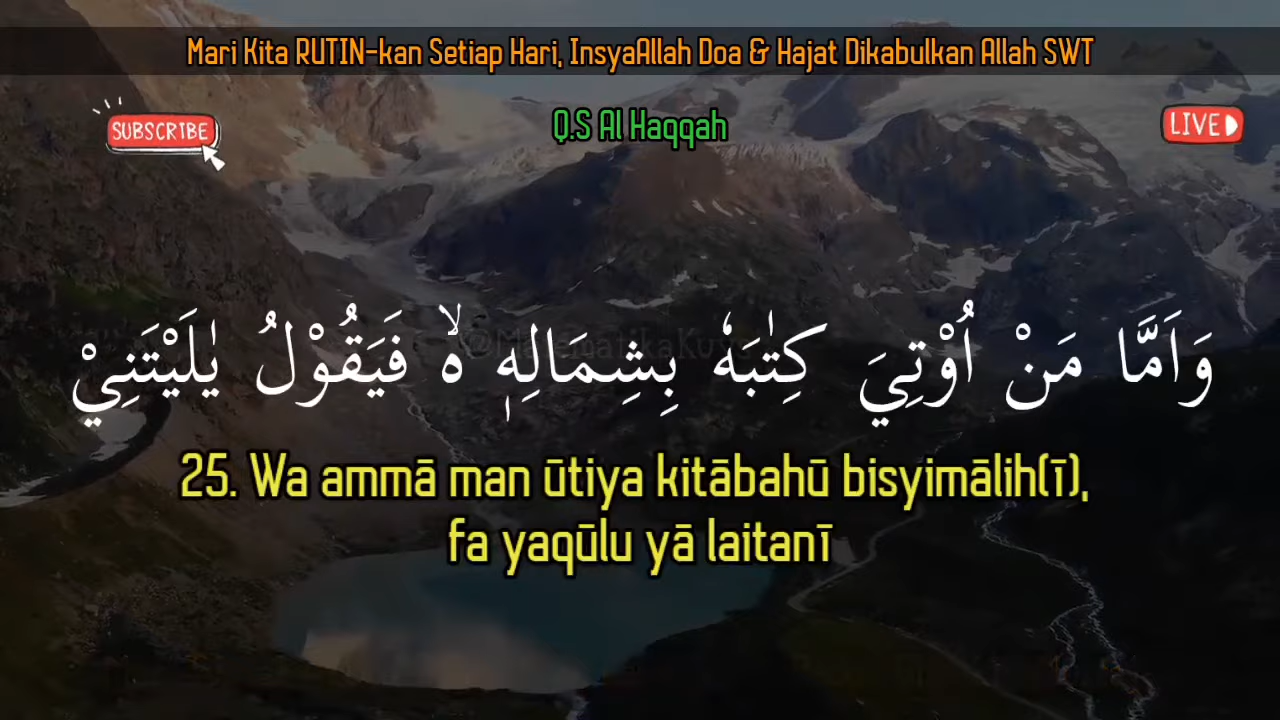 Mari Kita RUTIN-kan Setiap Hari, InsyaAllah Doa & Hajat Dikabulkan Allah SWT
SUBSCRIBE
Q.S Al Haqqah
LIVE
وَاَمَّا مَنْ اُوْتِيَ كِتٰبَهٗ بِشِمَالِهٖ ەۙ فَيَقُوْلُ يٰلَيْتَنِيْ
25. Wa ammā man ūtiya kitābahū bisyimālih(ī),
fa yaqūlu yā laitanī